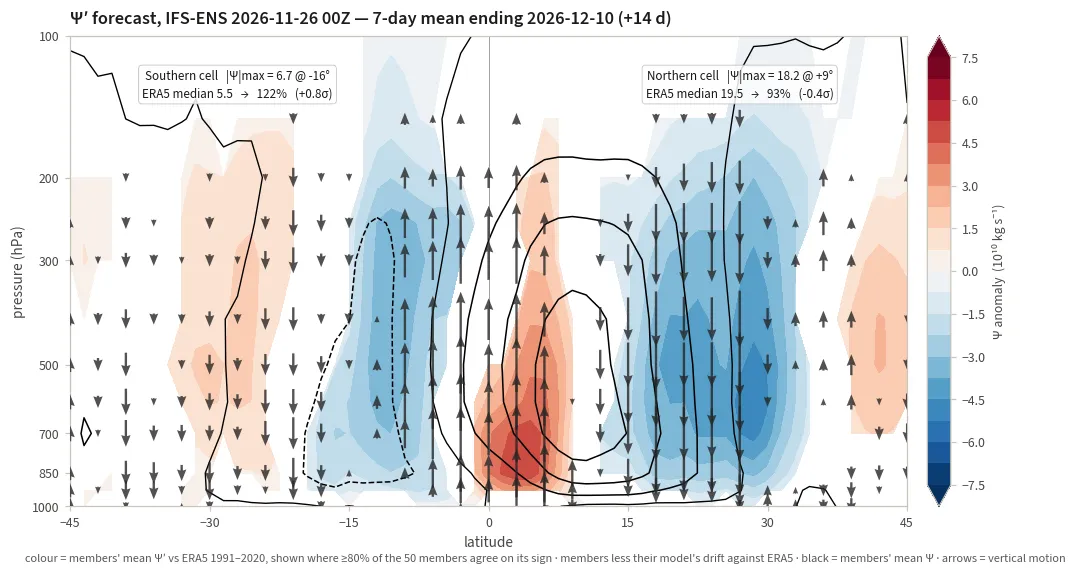 Ψ′ forecast, IFS-ENS 2026-11-26 00Z — 7-day mean ending 2026-12-10 (+14 d)
100
200
300
400
500
700
850
1000
pressure (hPa)
Southern cell |Ψ|max = 6.7 @ -16°
ERA5 median 5.5 → 122% (+0.8σ)
Northern cell |Ψ|max = 18.2 @ +9°
ERA5 median 19.5 → 93% (-0.4σ)
−45
−30
−15
0
15
30
45
latitude
7.5
6.0
4.5
3.0
1.5
0.0
−1.5
−3.0
−4.5
−6.0
−7.5
Ψ anomaly (10¹⁰ kg s⁻¹)
colour = members' mean Ψ′ vs ERA5 1991–2020, shown where ≥80% of the 50 members agree on its sign · members less their model's drift against ERA5 · black = members' mean Ψ · arrows = vertical motion